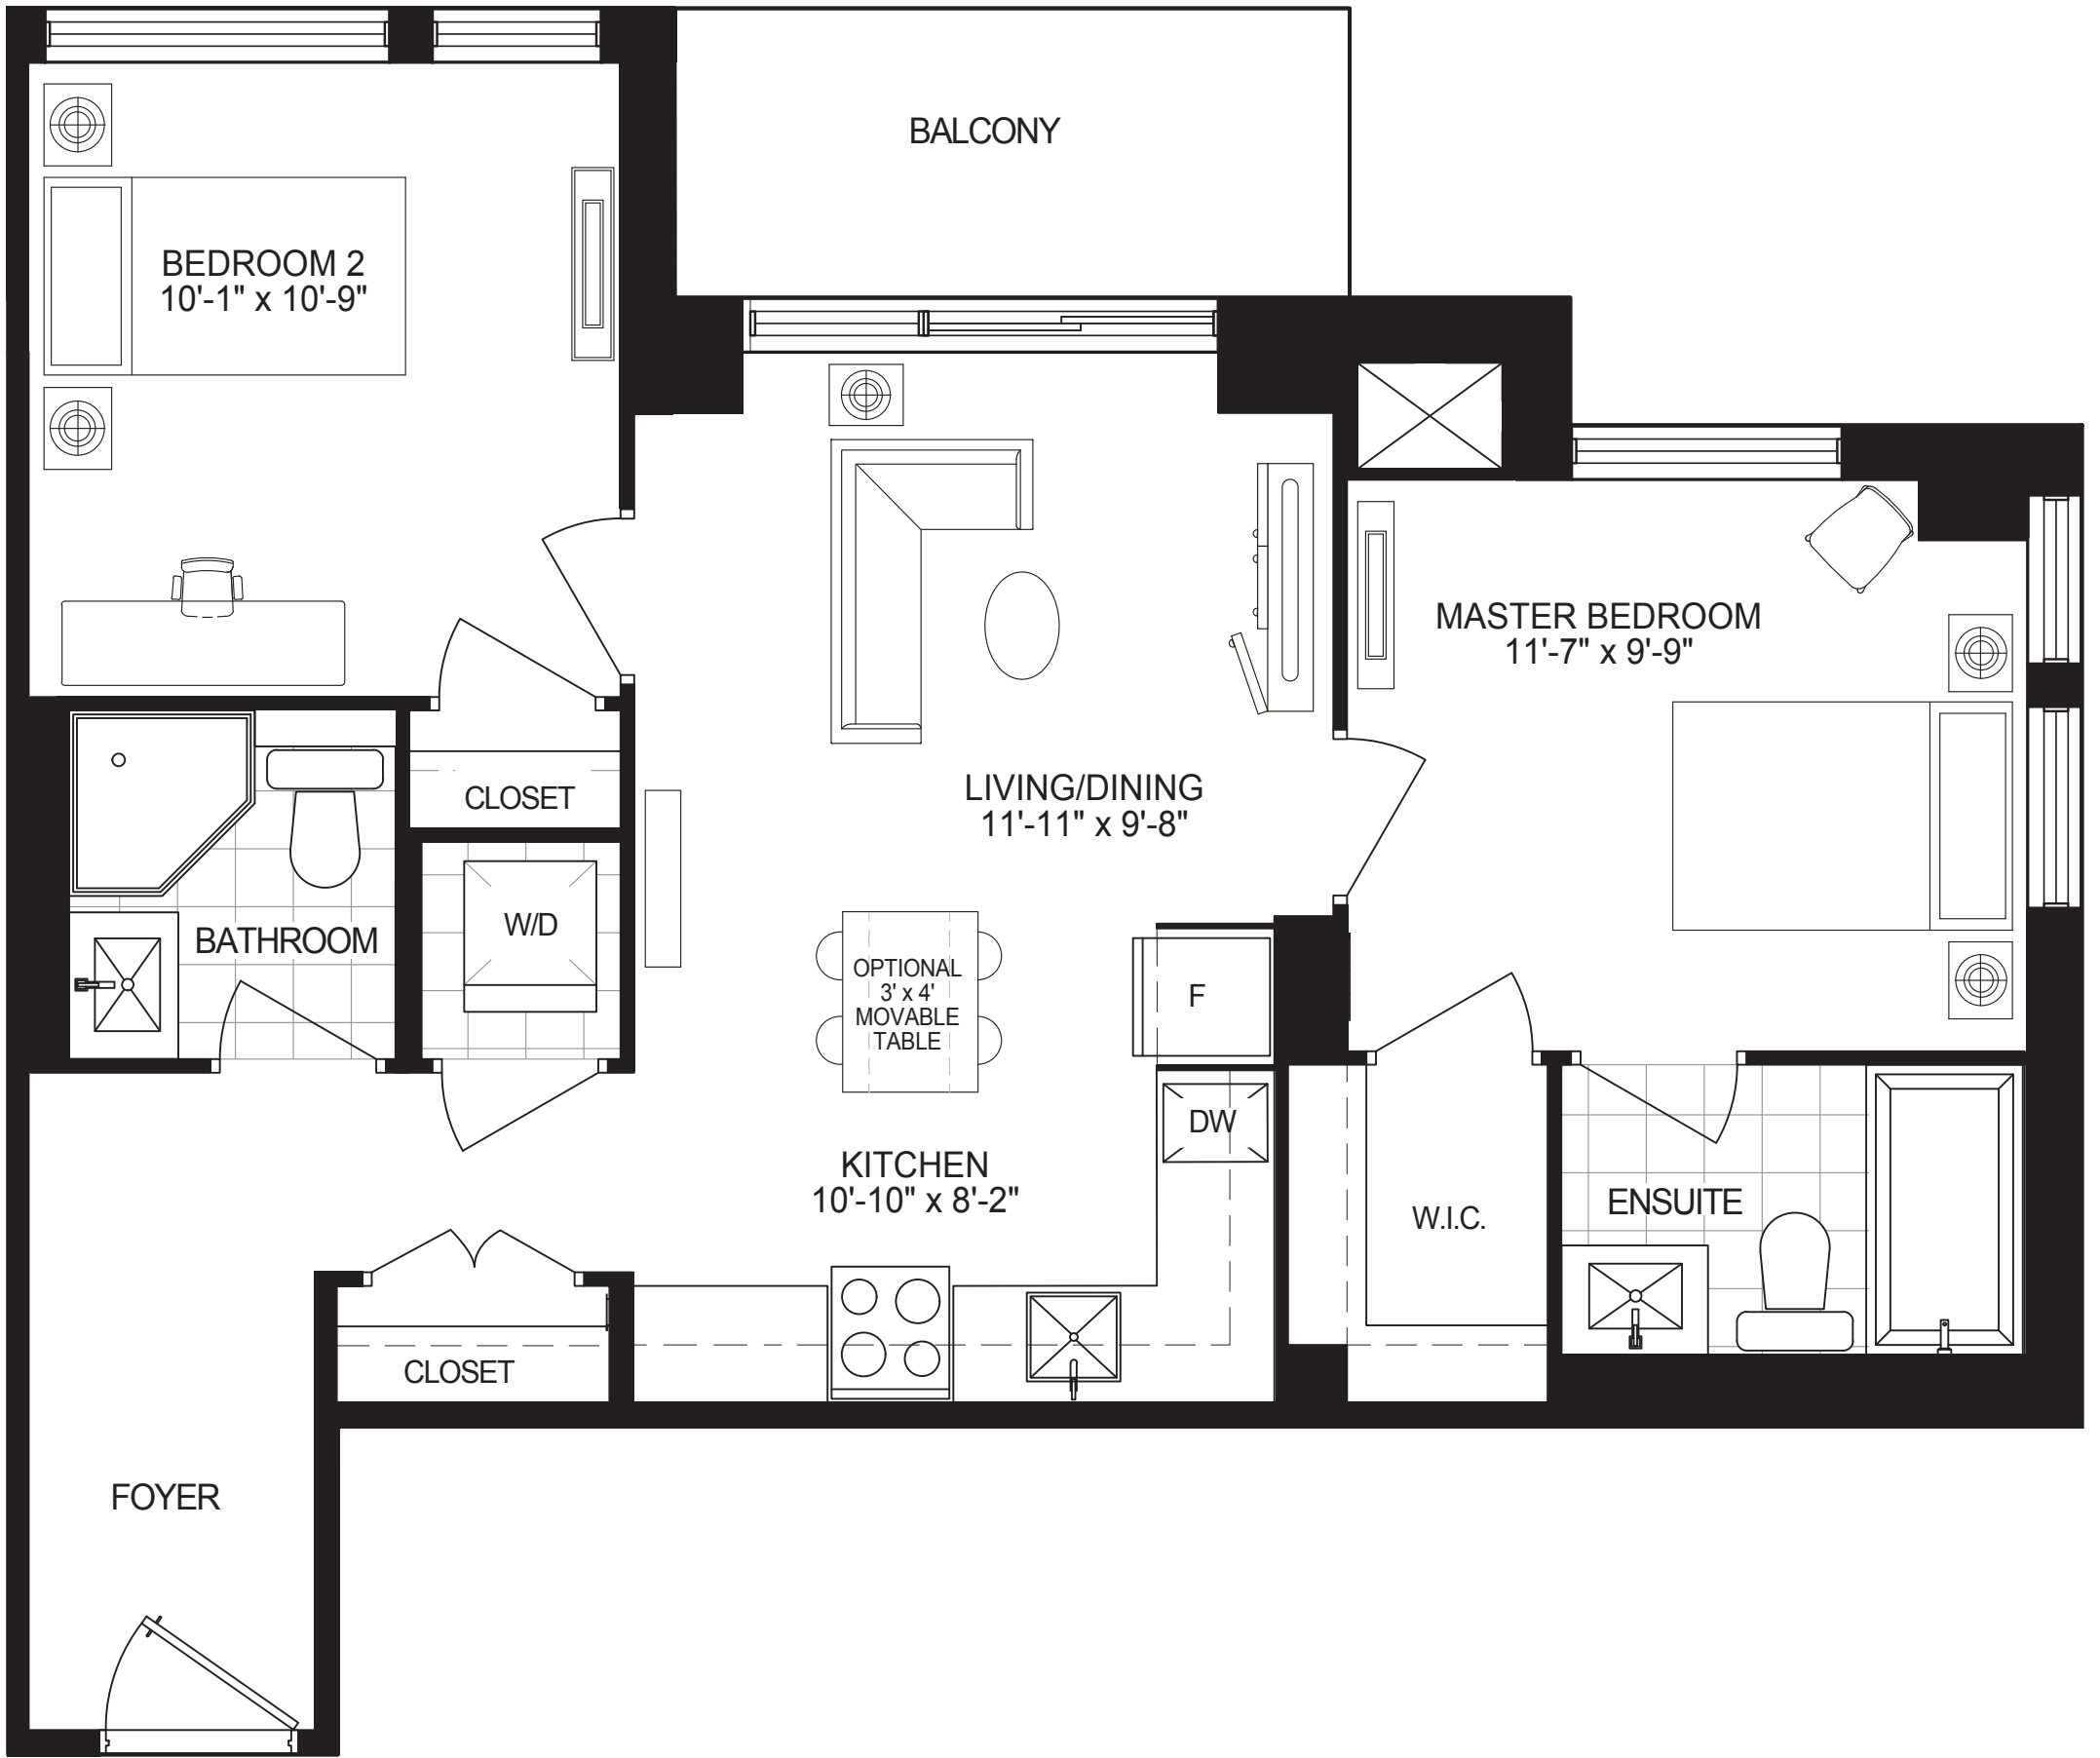 BALCONY
BEDROOM 2
10'-1" x 10'-9"
MASTER BEDROOM
11'-7" x 9'-9"
CLOSET
LIVING/DINING
11'-11" x 9'-8"
W/D
BATHROOM
OPTIONAL
3' x 4'
MOVABLE
TABLE
F
DW
KITCHEN
10'-10" x 8'-2"
W.I.C.
ENSUITE
CLOSET
FOYER